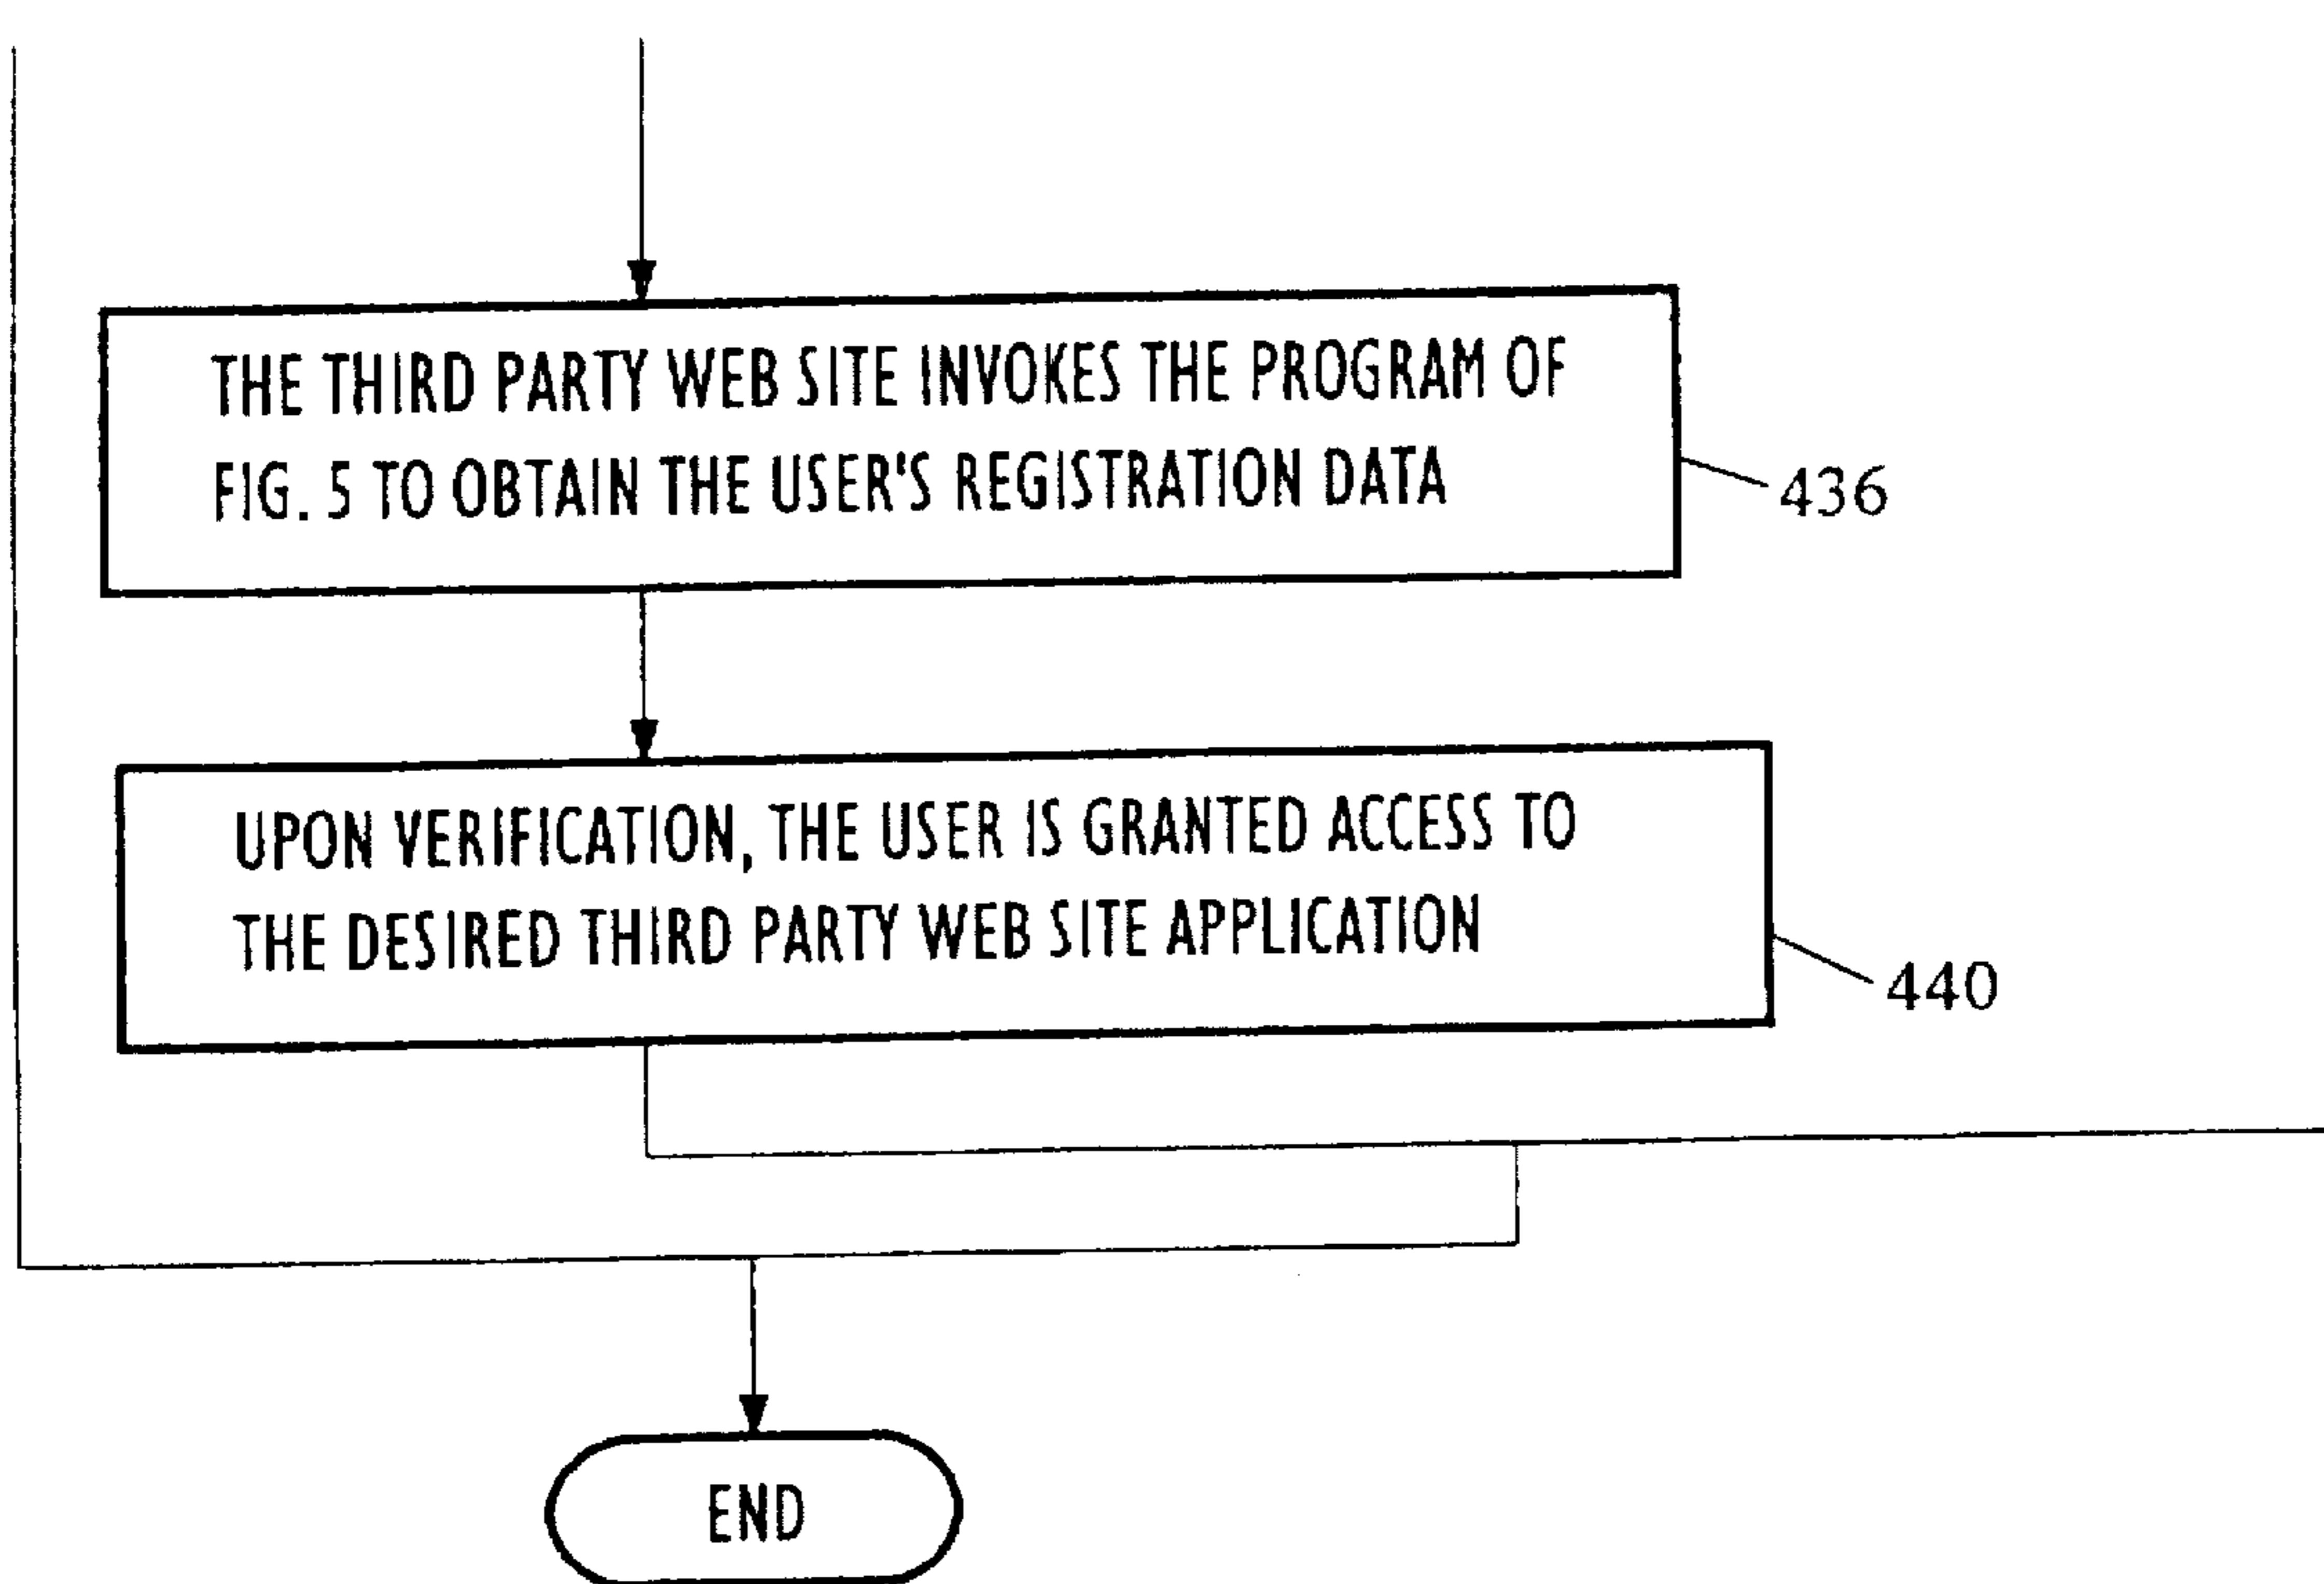 THE THIRD PARTY WEB SITE INVOKES THE PROGRAM OF
FIG. 5 TO OBTAIN THE USER'S REGISTRATION DATA
436
UPON VERIFICATION, THE USER IS GRANTED ACCESS TO
THE DESIRED THIRD PARTY WEB SITE APPLICATION
440
END